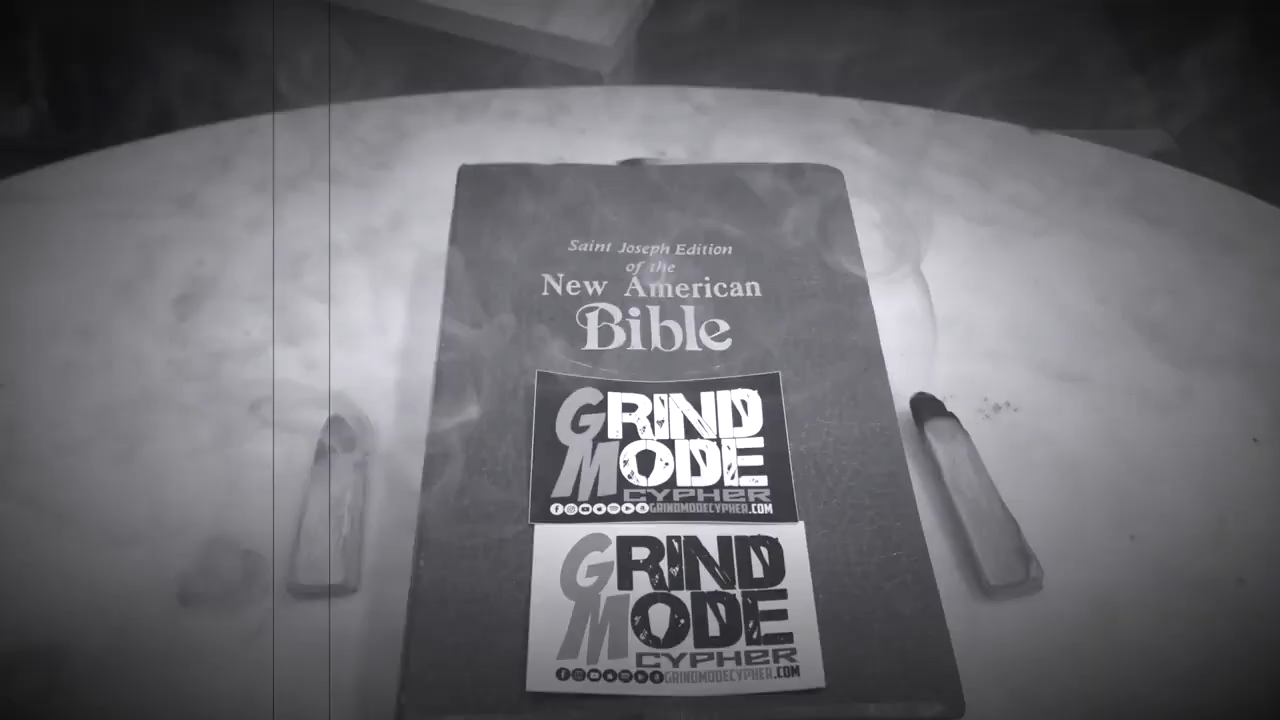 Saint Joseph Edition
of the
New American
Bible
GRIND
MODE
CYPHER
GRINDMODECYPHER.COM
GRIND
MODE
CYPHER
GRINDMODECYPHER.COM